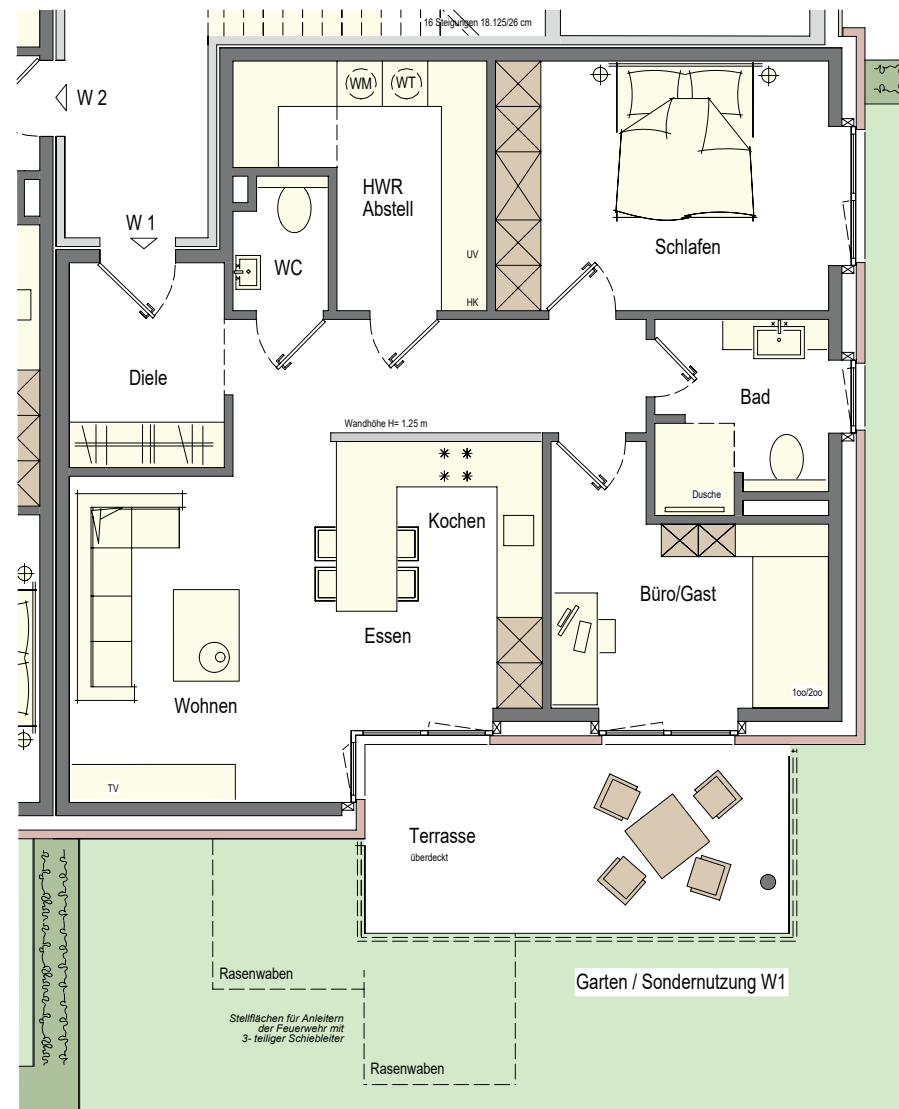 16 Steigungen 18.125/26 cm
WM
WT
W 2
HWR
Abstell
W 1
WC
Schlafen
UV
HK
Diele
Bad
Wandhöhe H= 1.25 m
Dusche
Kochen
Büro/Gast
Essen
Wohnen
1oo/2oo
TV
Terrasse
überdeckt
Rasenwaben
Garten / Sondernutzung W1
Stellflächen für Anleitern
der Feuerwehr mit
3- teiliger Schiebleiter
Rasenwaben